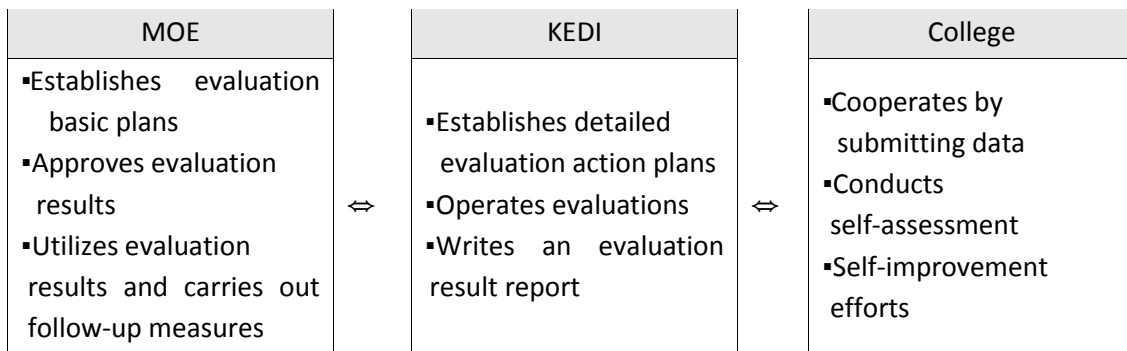 MOE
▪Establishes evaluation
basic plans
▪Approves evaluation
results
▪Utilizes evaluation
results and carries out
follow-up measures
⇔
KEDI
▪Establishes detailed
evaluation action plans
▪Operates evaluations
▪Writes an evaluation
result report
⇔
College
▪Cooperates by
submitting data
▪Conducts
self-assessment
▪Self-improvement
efforts